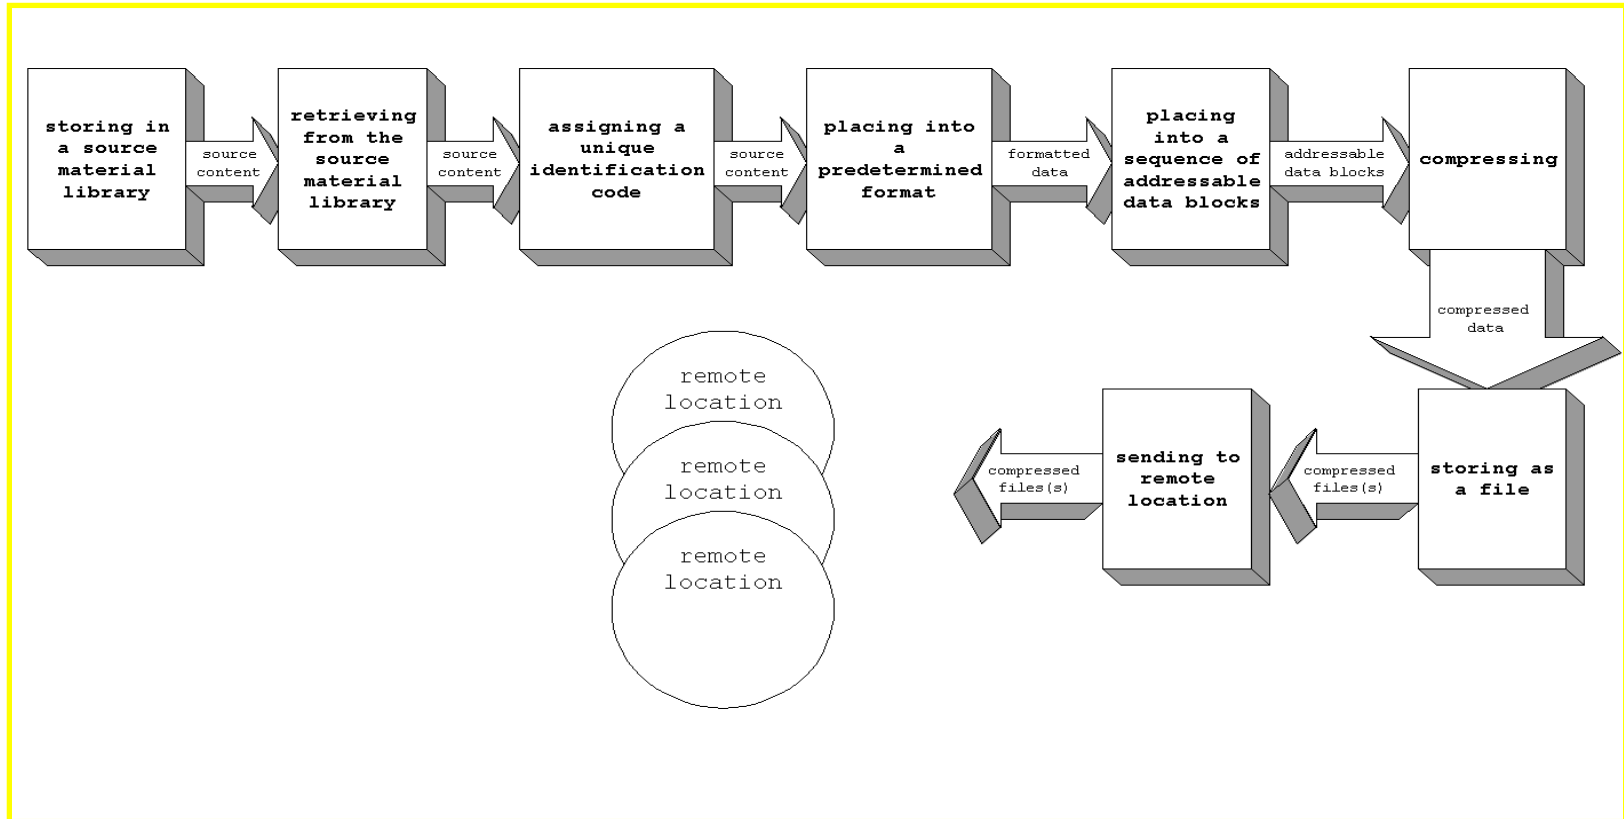 storing in
a source
material
library
source
content
retrieving
from the
source
material
library
source
content
assigning a
unique
identification
code
source
content
placing into
a
predetermined
format
formatted
data
placing
into a
sequence of
addressable
data blocks
addressable
data blocks
compressing
compressed
data
storing as
a file
compressed
files(s)
sending to
remote
location
compressed
files(s)
remote
location
remote
location
remote
location